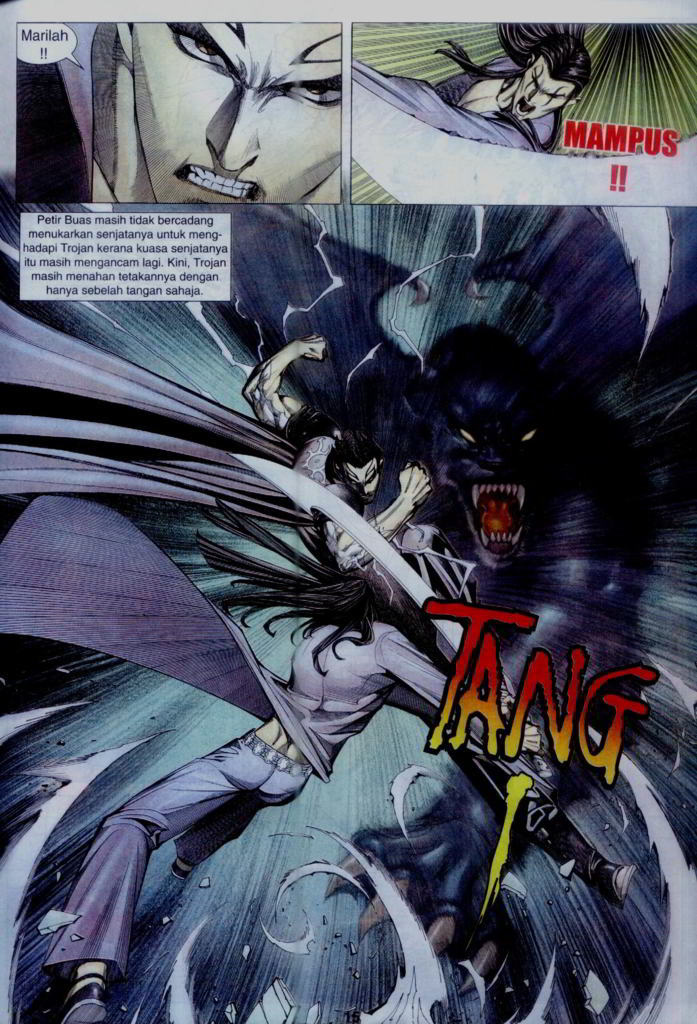 Marilah
!!
MAMPUS
!!
Petir Buas masih tidak bercadang
menukarkan senjatanya untuk meng-
hadapi Trojan kerana kuasa senjatanya
itu masih mengancam lagi. Kini, Trojan
masih menahan tetakannya dengan
hanya sebelah tangan sahaja.
TANG
!
15